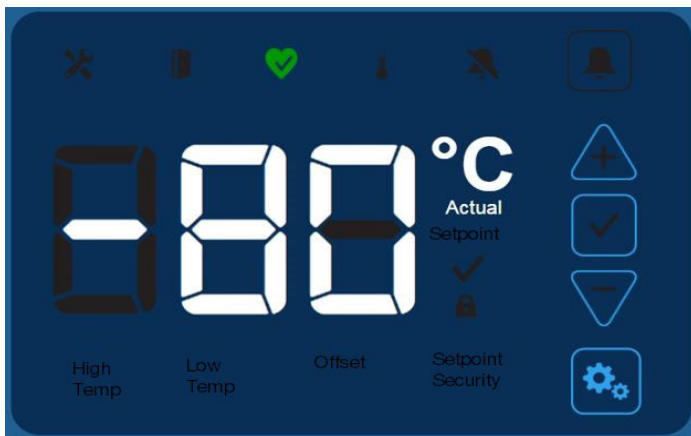 -80
°C
Actual
Setpoint
High
Temp
Low
Temp
Offset
Setpoint
Security